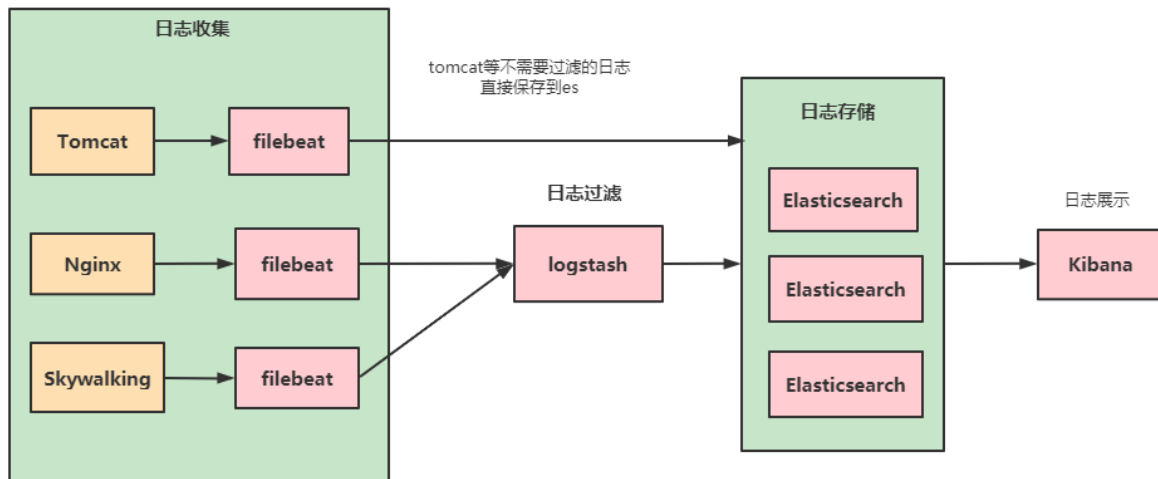 日志收集
tomcat等不需要过滤的日志
直接保存到es
日志存储
Tomcat
filebeat
日志过滤
Elasticsearch
日志展示
Nginx
filebeat
logstash
Elasticsearch
Kibana
Skywalking
filebeat
Elasticsearch